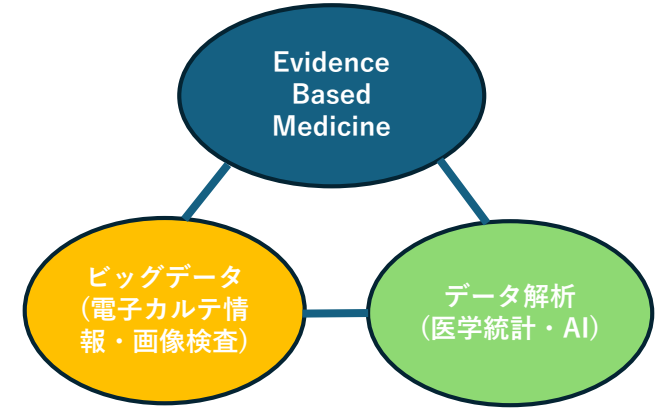 Evidence
Based
Medicine
ビッグデータ
(電子カルテ情
報・画像検査)
データ解析
(医学統計・AI)